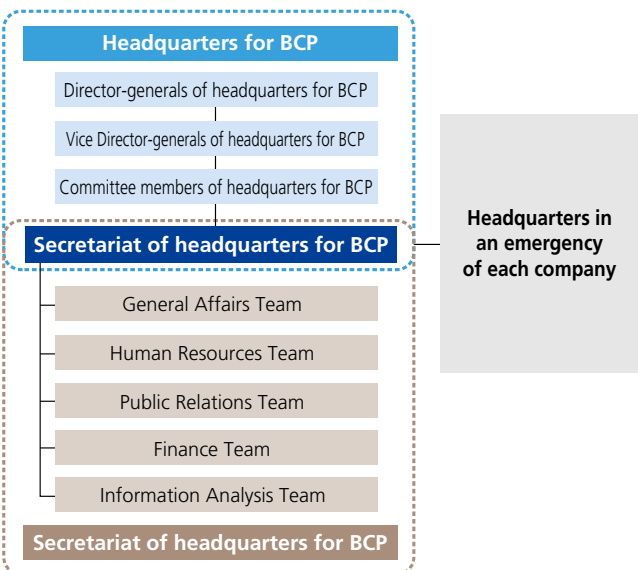 Headquarters for BCP
Director-generals of headquarters for BCP
Vice Director-generals of headquarters for BCP
Committee members of headquarters for BCP
Secretariat of headquarters for BCP
Headquarters in
an emergency
of each company
General Affairs Team
Human Resources Team
Public Relations Team
Finance Team
Information Analysis Team
Secretariat of headquarters for BCP